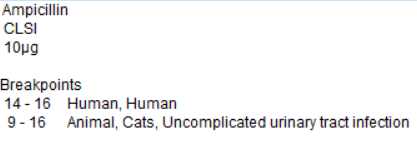 Ampicillin
CLSI
10µg
Breakpoints
14 - 16 Human, Human
9 - 16 Animal, Cats, Uncomplicated urinary tract infection